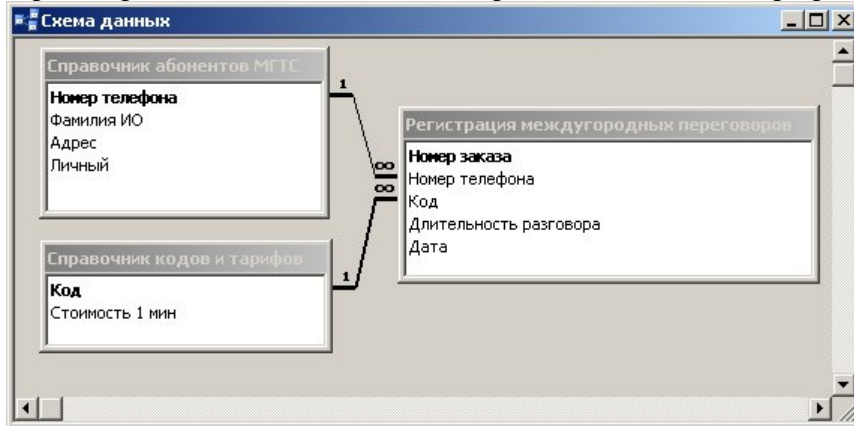 Схема данных
Справочник абонентов МГТС
Номер телефона
Фамилия ИО
Адрес
Личный
1
Регистрация междугородных переговоров
Номер заказа
Номер телефона
Код
Длительность разговора
Дата
∞
∞
Справочник кодов и тарифов
Код
Стоимость 1 мин
1